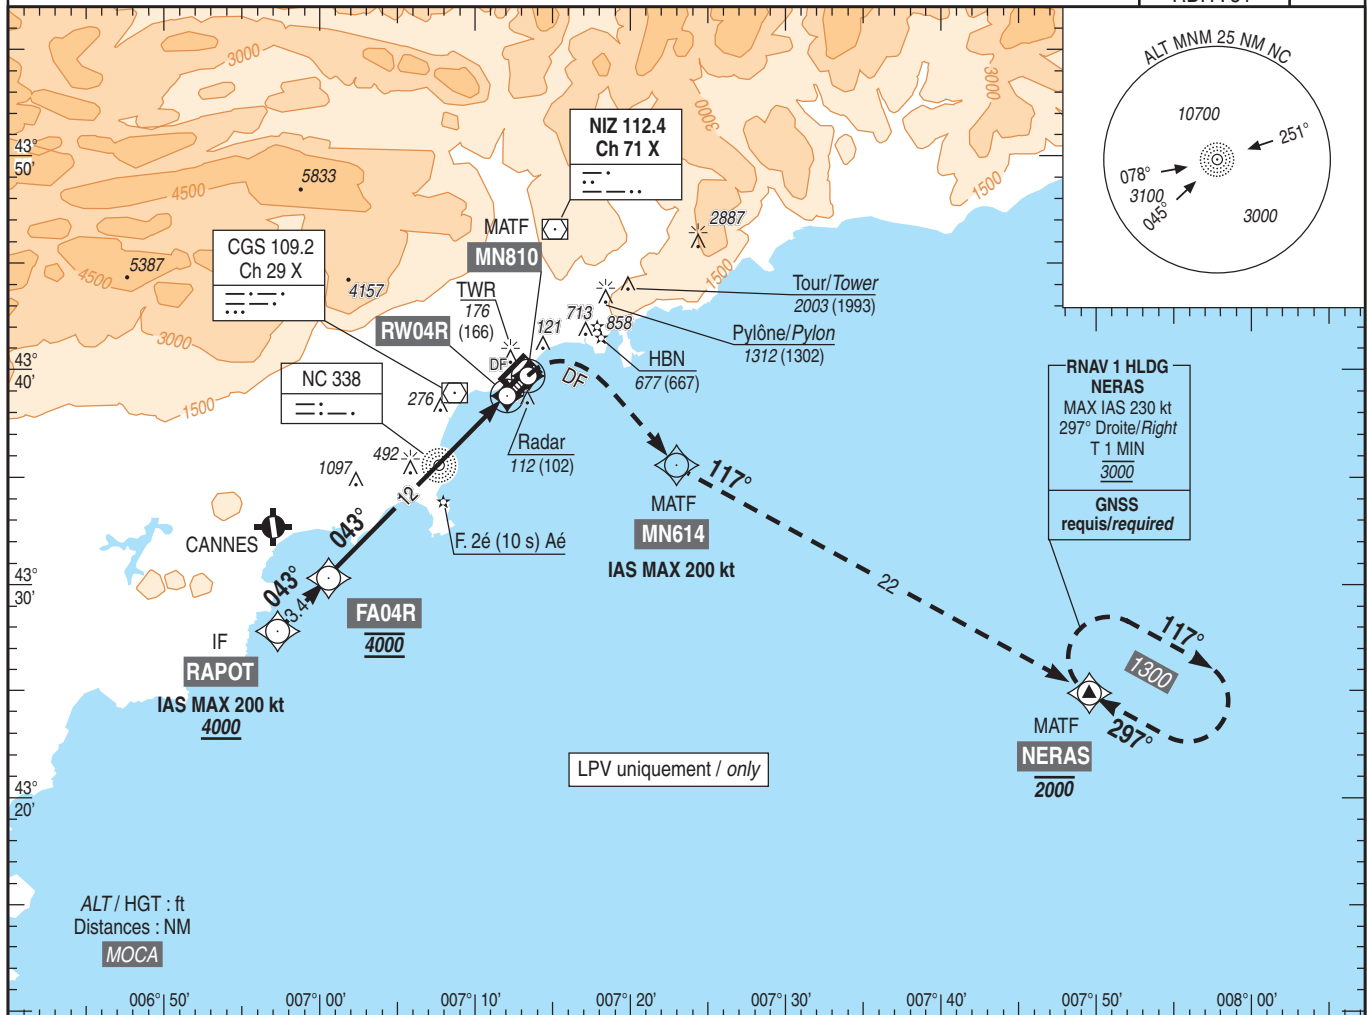 ALT MNM 25 NM NC
10700
251°
078°
3100
045°
3000
3000
3000
3000
4500
5833
1500
43°
50'
NIZ 112.4
Ch 71 X
MATF
MN810
2887
CGS 109.2
Ch 29 X
5387
4500
4157
1500
TWR
176
(166)
Tour/Tower
2003 (1993)
713
858
121
Pylône/Pylon
1312 (1302)
3000
RW04R
HBN
677 (667)
43°
40'
DF
DF
NC 338
276
1500
RNAV 1 HLDG
NERAS
MAX IAS 230 kt
297° Droite/Right
T 1 MIN
3000
GNSS
requis/required
Radar
112 (102)
492
1097
12
117°
MATF
MN614
IAS MAX 200 kt
CANNES
043°
F. 2é (10 s) Aé
43°
30'
043°
3.4
FA04R
4000
22
IF
RAPOT
IAS MAX 200 kt
4000
117°
1300
297°
MATF
NERAS
2000
LPV uniquement / only
43°
20'
ALT / HGT : ft
Distances : NM
MOCA
006° 50'
007° 00'
007° 10'
007° 20'
007° 30'
007° 40'
007° 50'
008° 00'